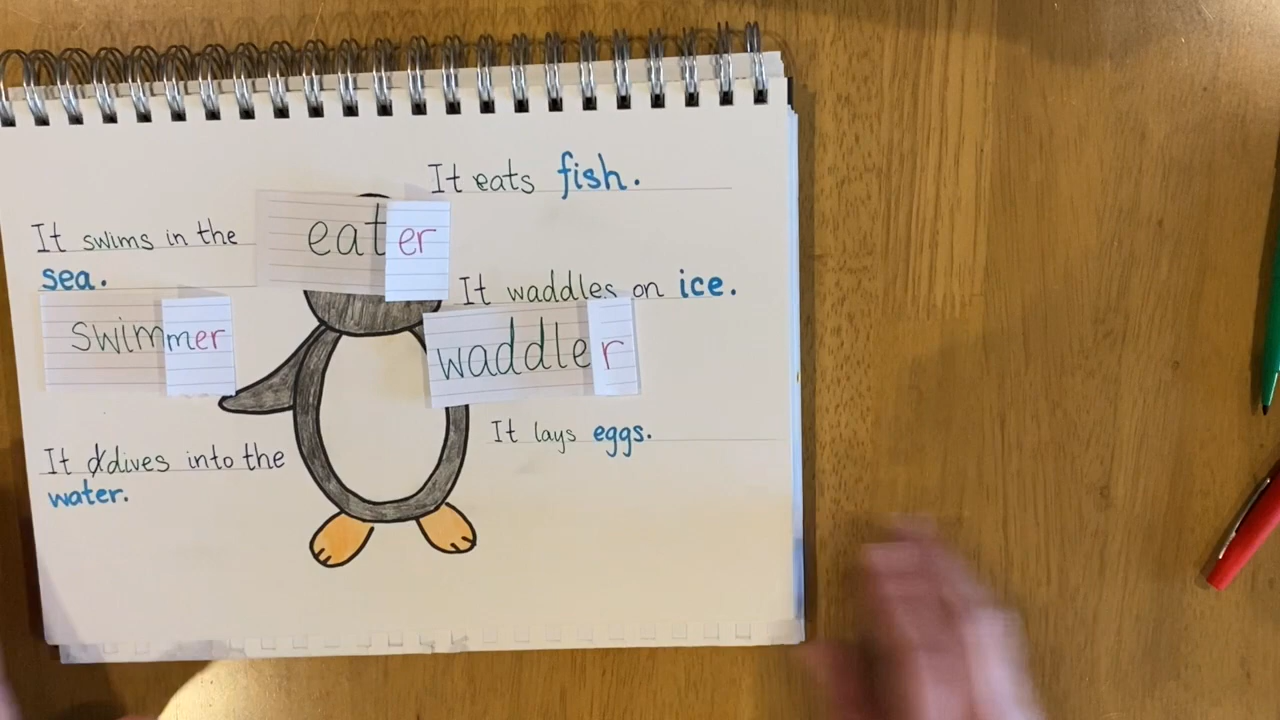 It eats fish.
It swims in the
sea.
eater
It waddles on ice.
swimmer
waddler
It lays eggs.
It dives into the
water.